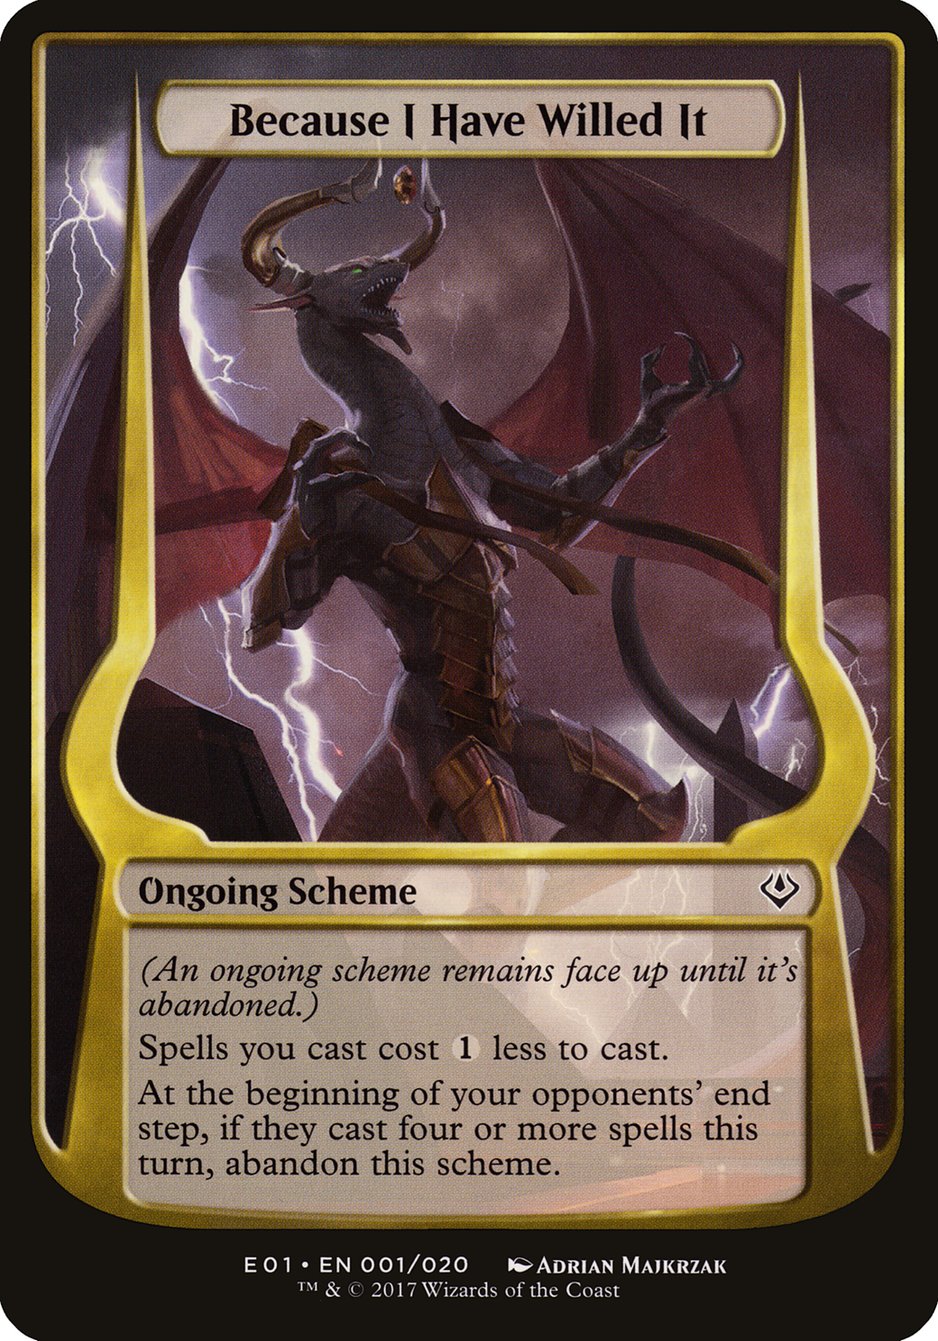 Because I Have Willed It
Ongoing Scheme
(An ongoing scheme remains face up until it's
abandoned.)
Spells you cast cost 1 less to cast.
At the beginning of your opponents' end
step, if they cast four or more spells this
turn, abandon this scheme.
E01 • EN 001/020 Adrian Majkrzak
™ & © 2017 Wizards of the Coast